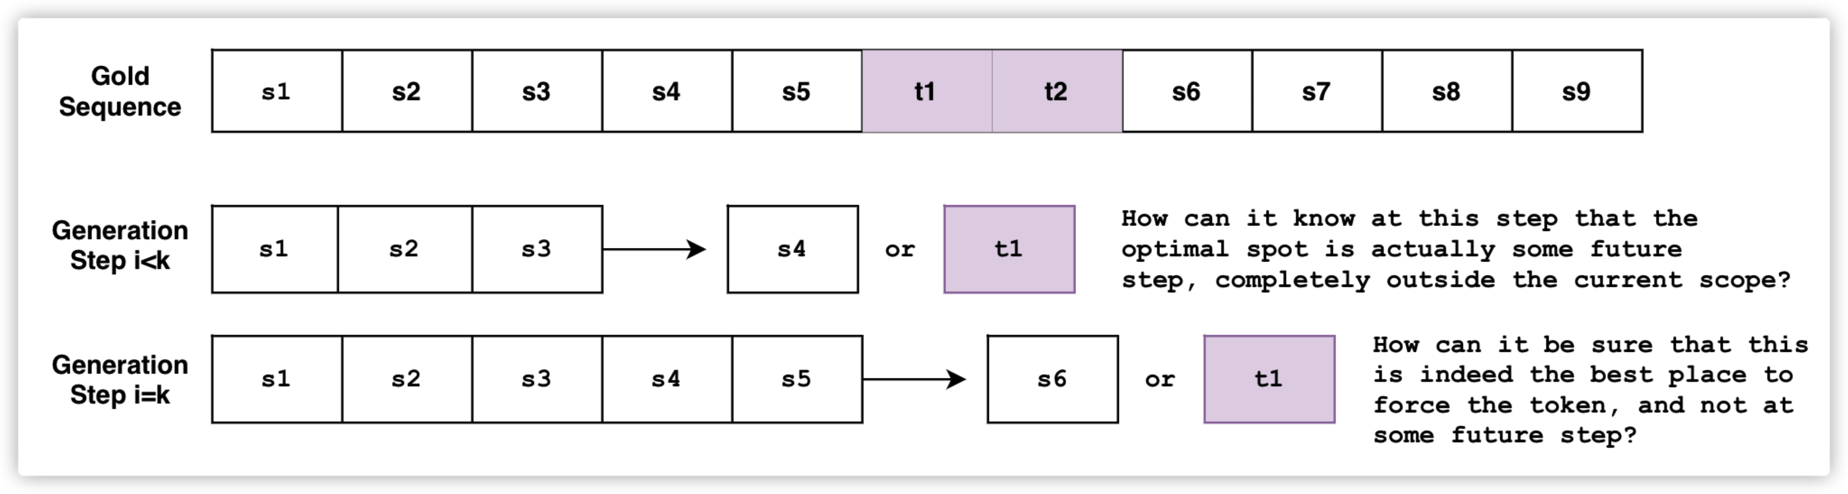 Gold
Sequence
s1 s2 s3 s4 s5 t1 t2 s6 s7 s8 s9
Generation
Step i<k
s1 s2 s3 s4 or t1
How can it know at this step that the
optimal spot is actually some future
step, completely outside the current scope?
Generation
Step i=k
s1 s2 s3 s4 s5 s6 or t1
How can it be sure that this
is indeed the best place to
force the token, and not at
some future step?